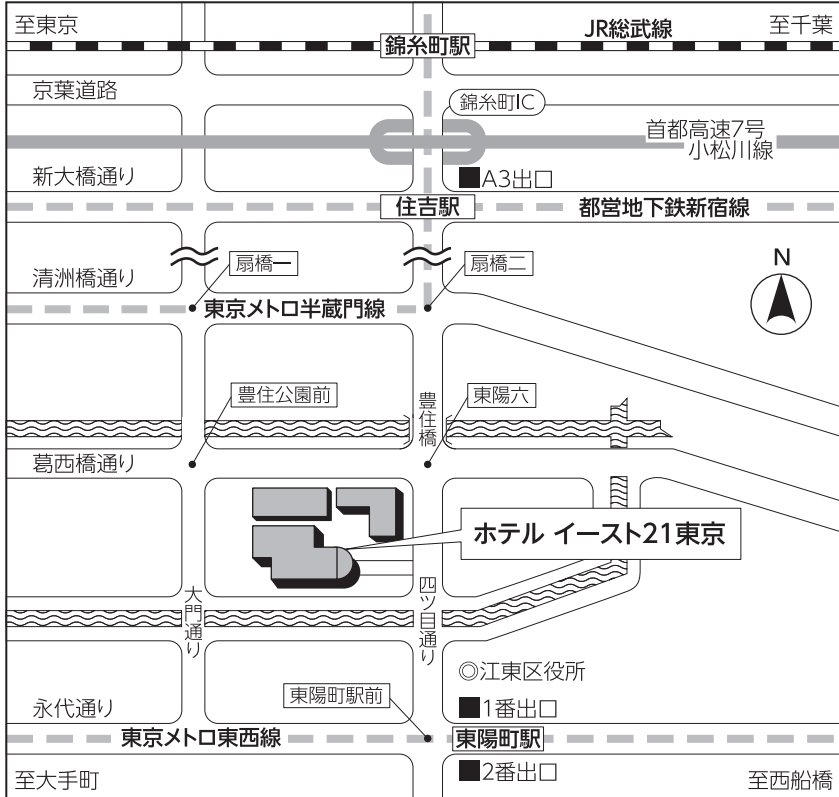 至東京
JR総武線
至千葉
錦糸町駅
京葉道路
錦糸町IC
首都高速7号
小松川線
新大橋通り
■A3出口
住吉駅
都営地下鉄新宿線
清洲橋通り
扇橋一
扇橋二
N
東京メトロ半蔵門線
豊住公園前
豊住橋
東陽六
葛西橋通り
ホテル イースト21東京
大門通り
四ツ目通り
◎江東区役所
永代通り
東陽町駅前
■1番出口
東京メトロ東西線
東陽町駅
至大手町
■2番出口
至西船橋